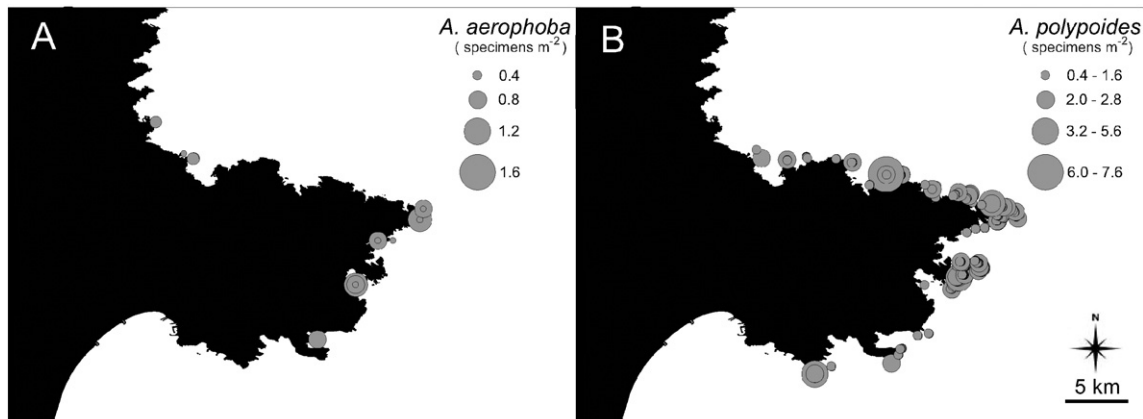 A
A. aerophoba
( specimens m-2)
0.4
0.8
1.2
1.6
B
A. polypoides
( specimens m-2)
0.4 - 1.6
2.0 - 2.8
3.2 - 5.6
6.0 - 7.6
N
5 km